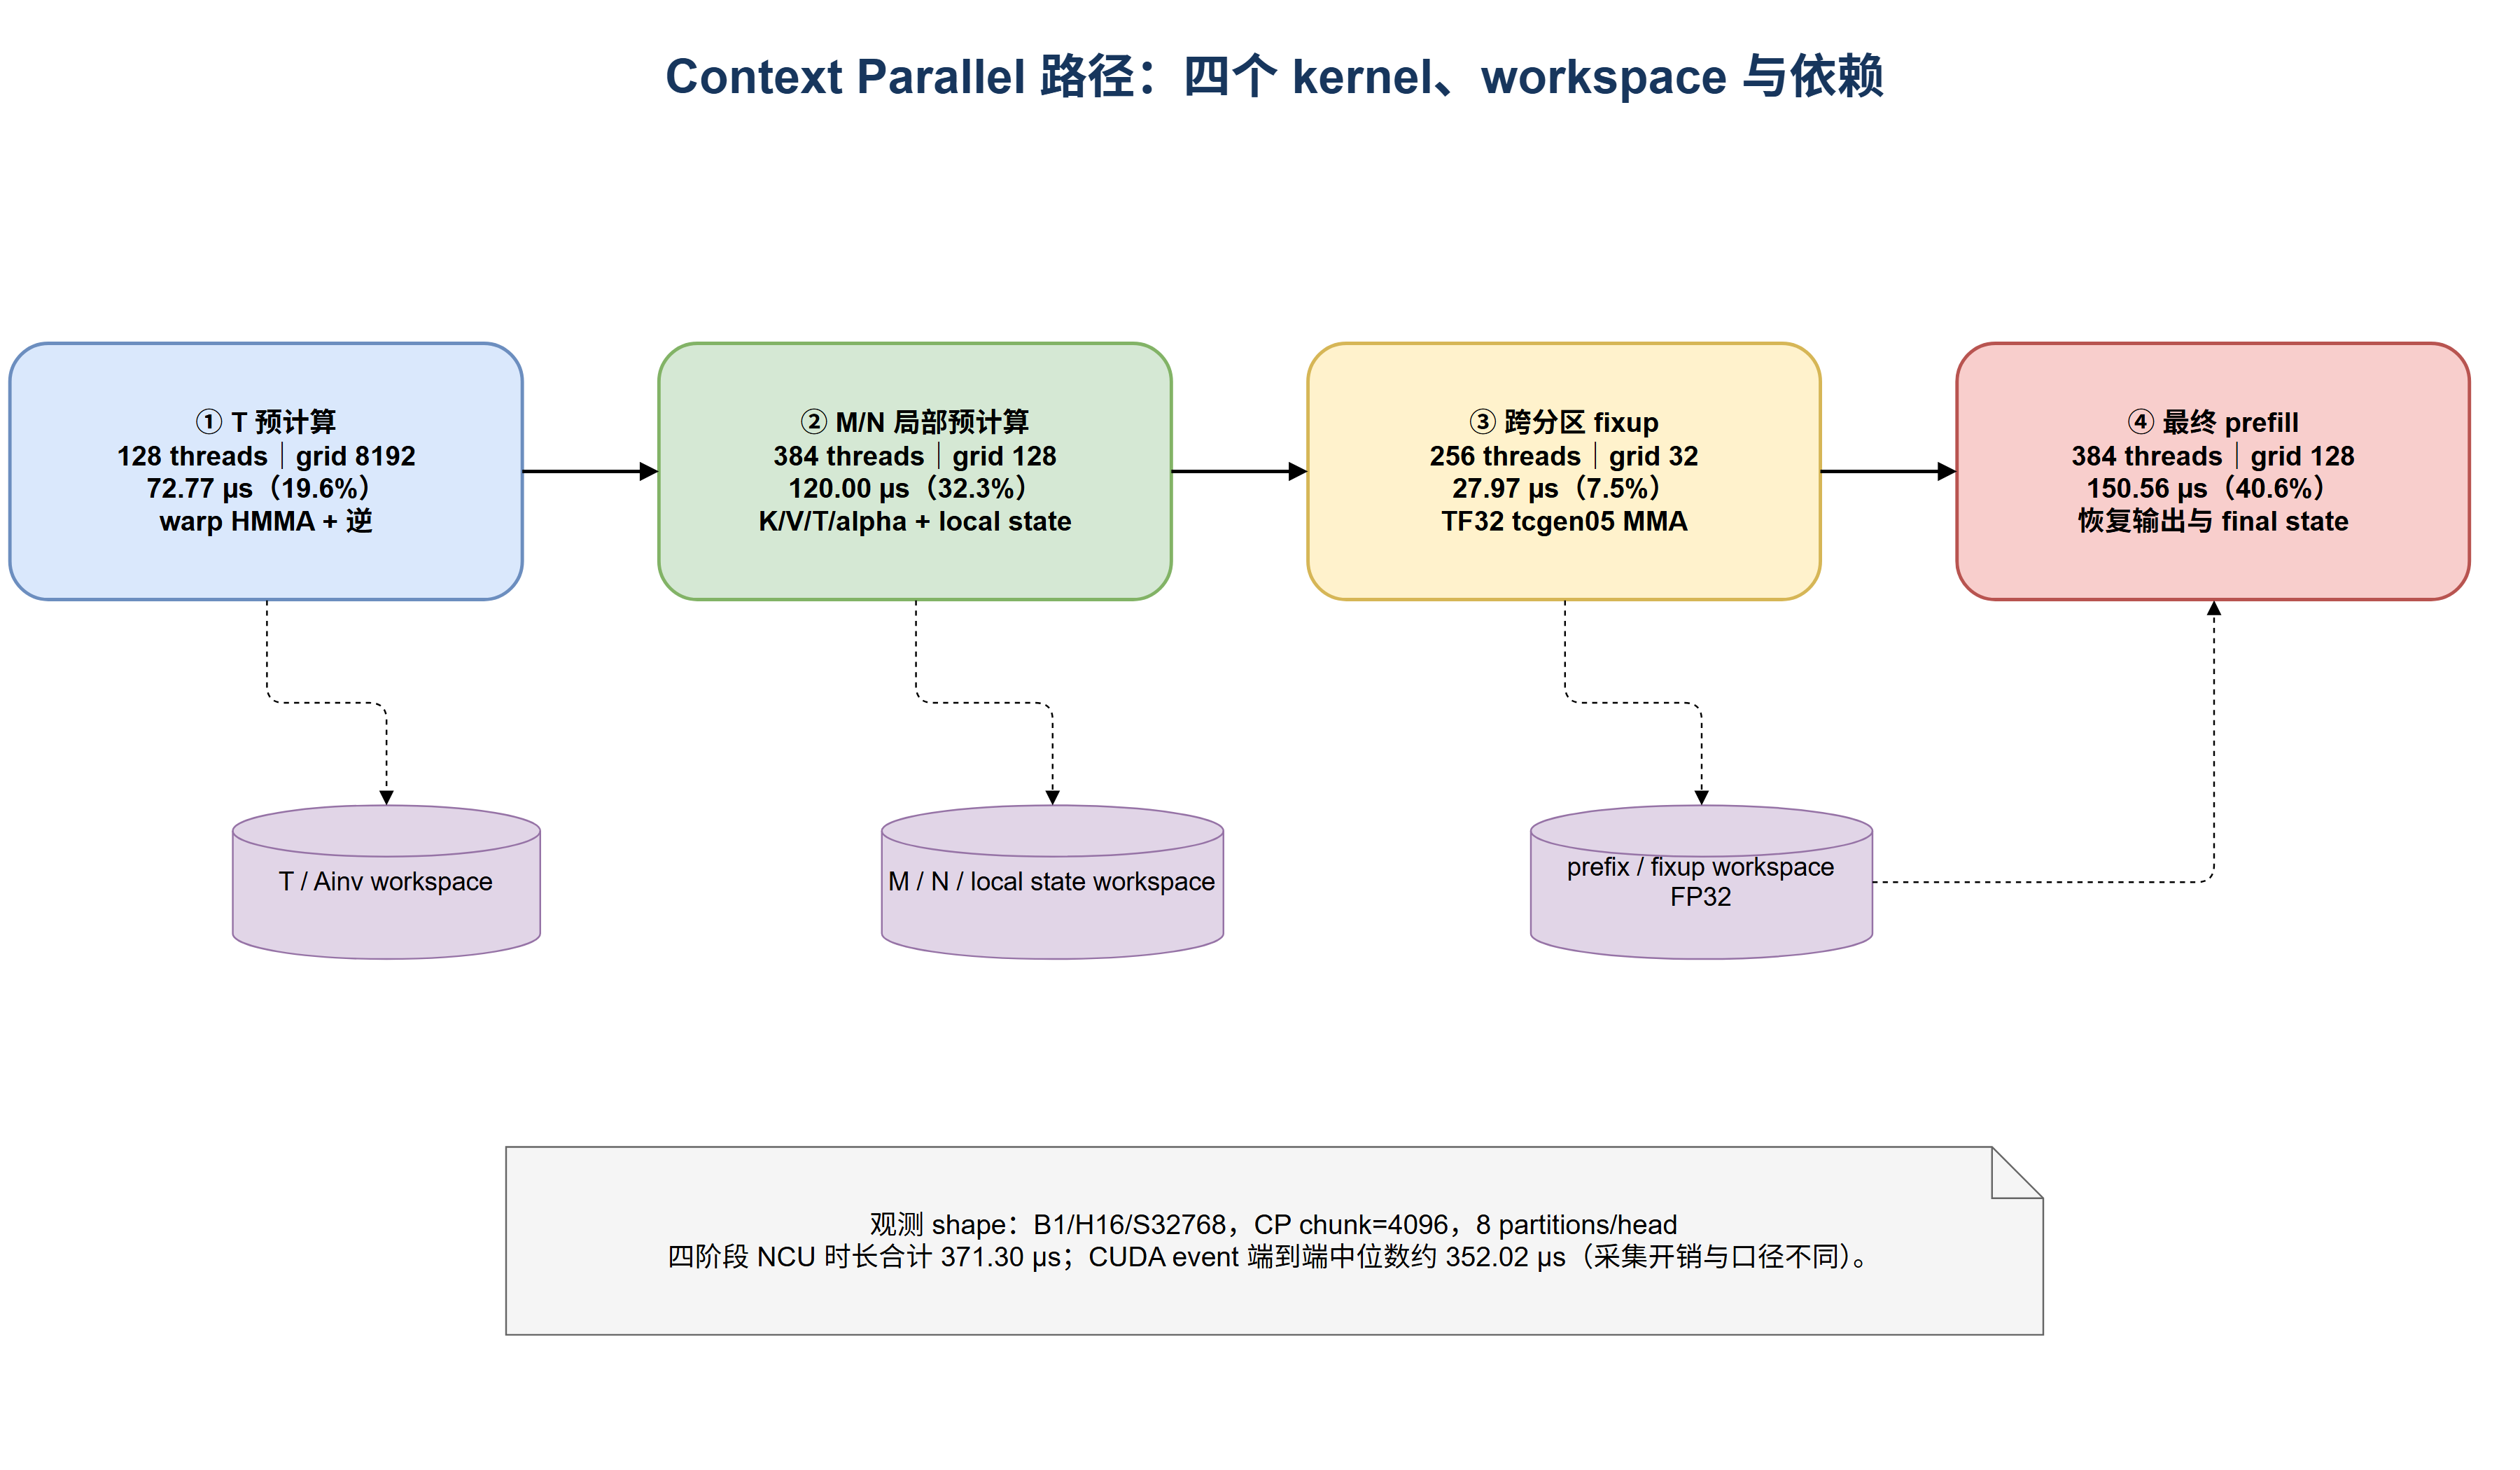 Context Parallel 路径：四个 kernel、workspace 与依赖
① T 预计算
128 threads｜grid 8192
72.77 µs（19.6%）
warp HMMA + 逆
② M/N 局部预计算
384 threads｜grid 128
120.00 µs（32.3%）
K/V/T/alpha + local state
③ 跨分区 fixup
256 threads｜grid 32
27.97 µs（7.5%）
TF32 tcgen05 MMA
④ 最终 prefill
384 threads｜grid 128
150.56 µs（40.6%）
恢复输出与 final state
T / Ainv workspace
M / N / local state workspace
prefix / fixup workspace
FP32
观测 shape：B1/H16/S32768，CP chunk=4096，8 partitions/head
四阶段 NCU 时长合计 371.30 µs；CUDA event 端到端中位数约 352.02 µs（采集开销与口径不同）。